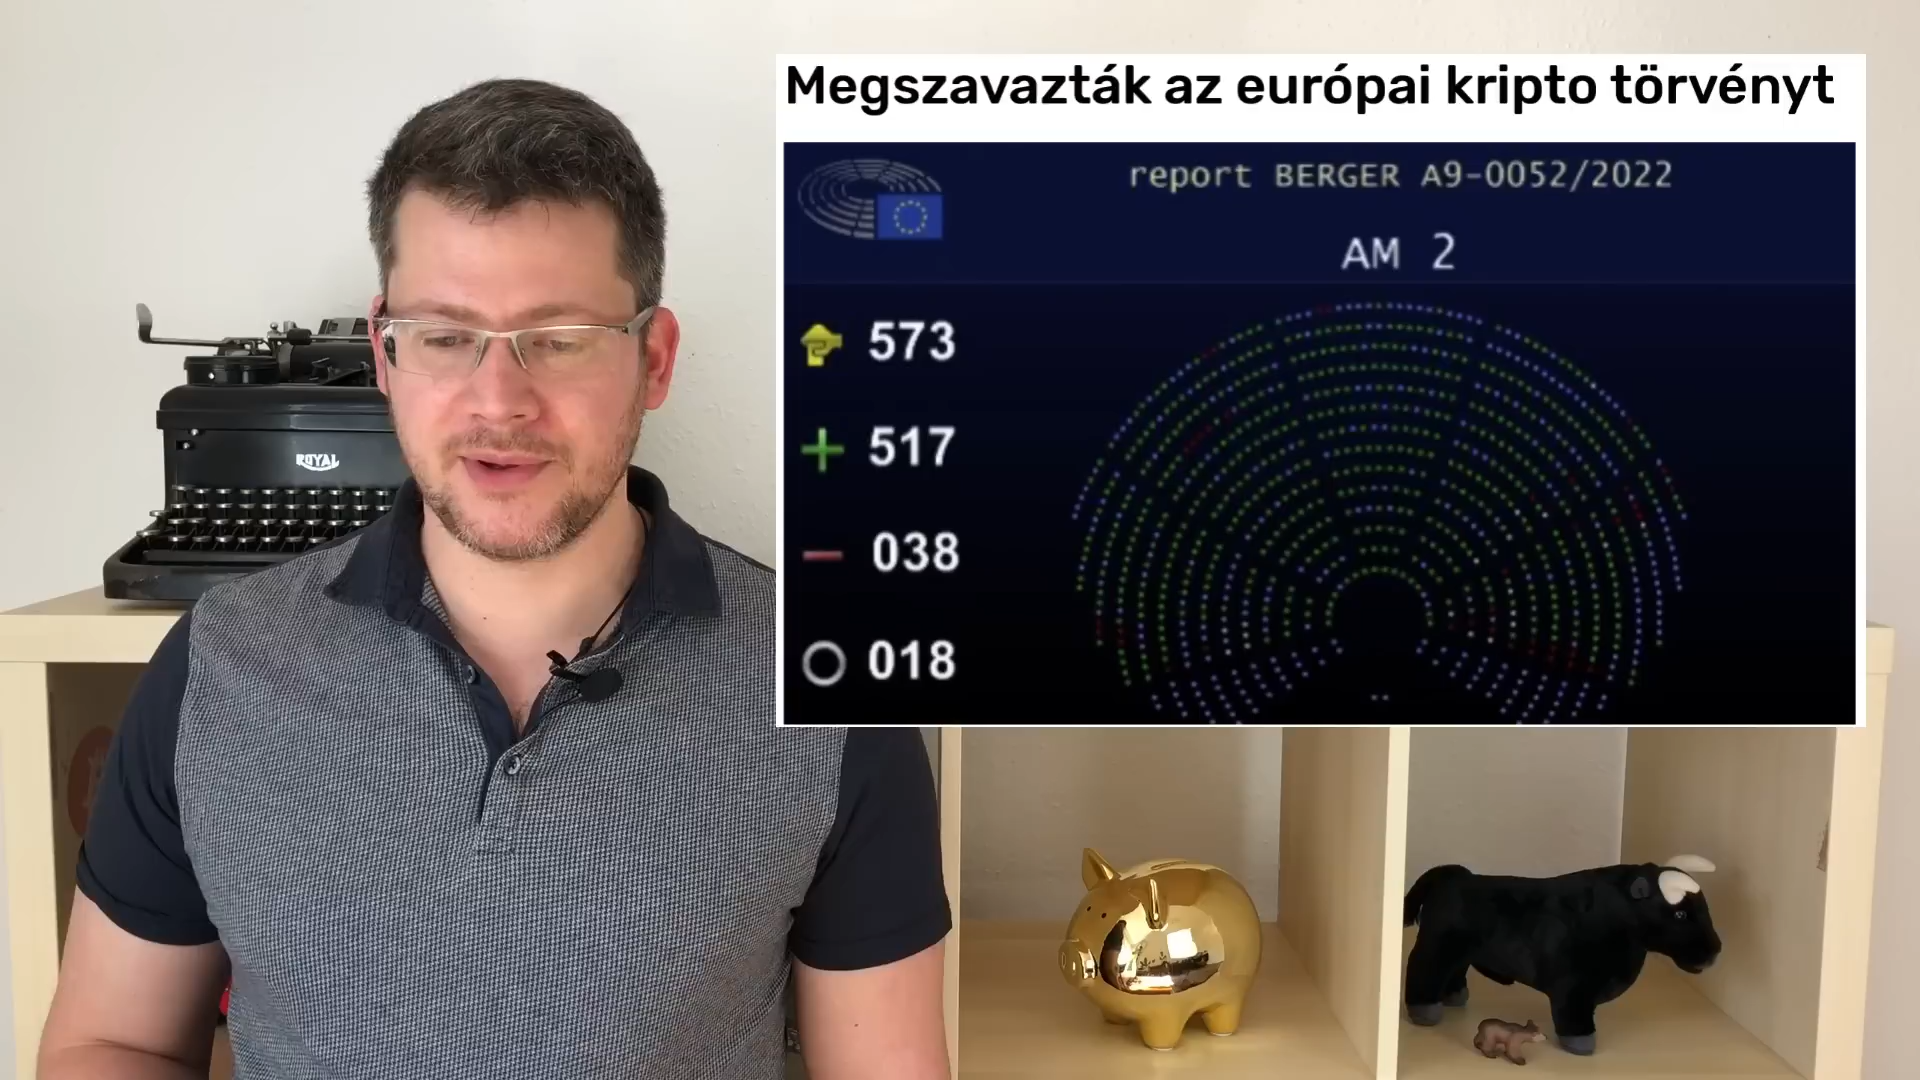 Megszavazták az európai kripto törvényt
report BERGER A9-0052/2022
AM 2
573
517
038
018
ROYAL